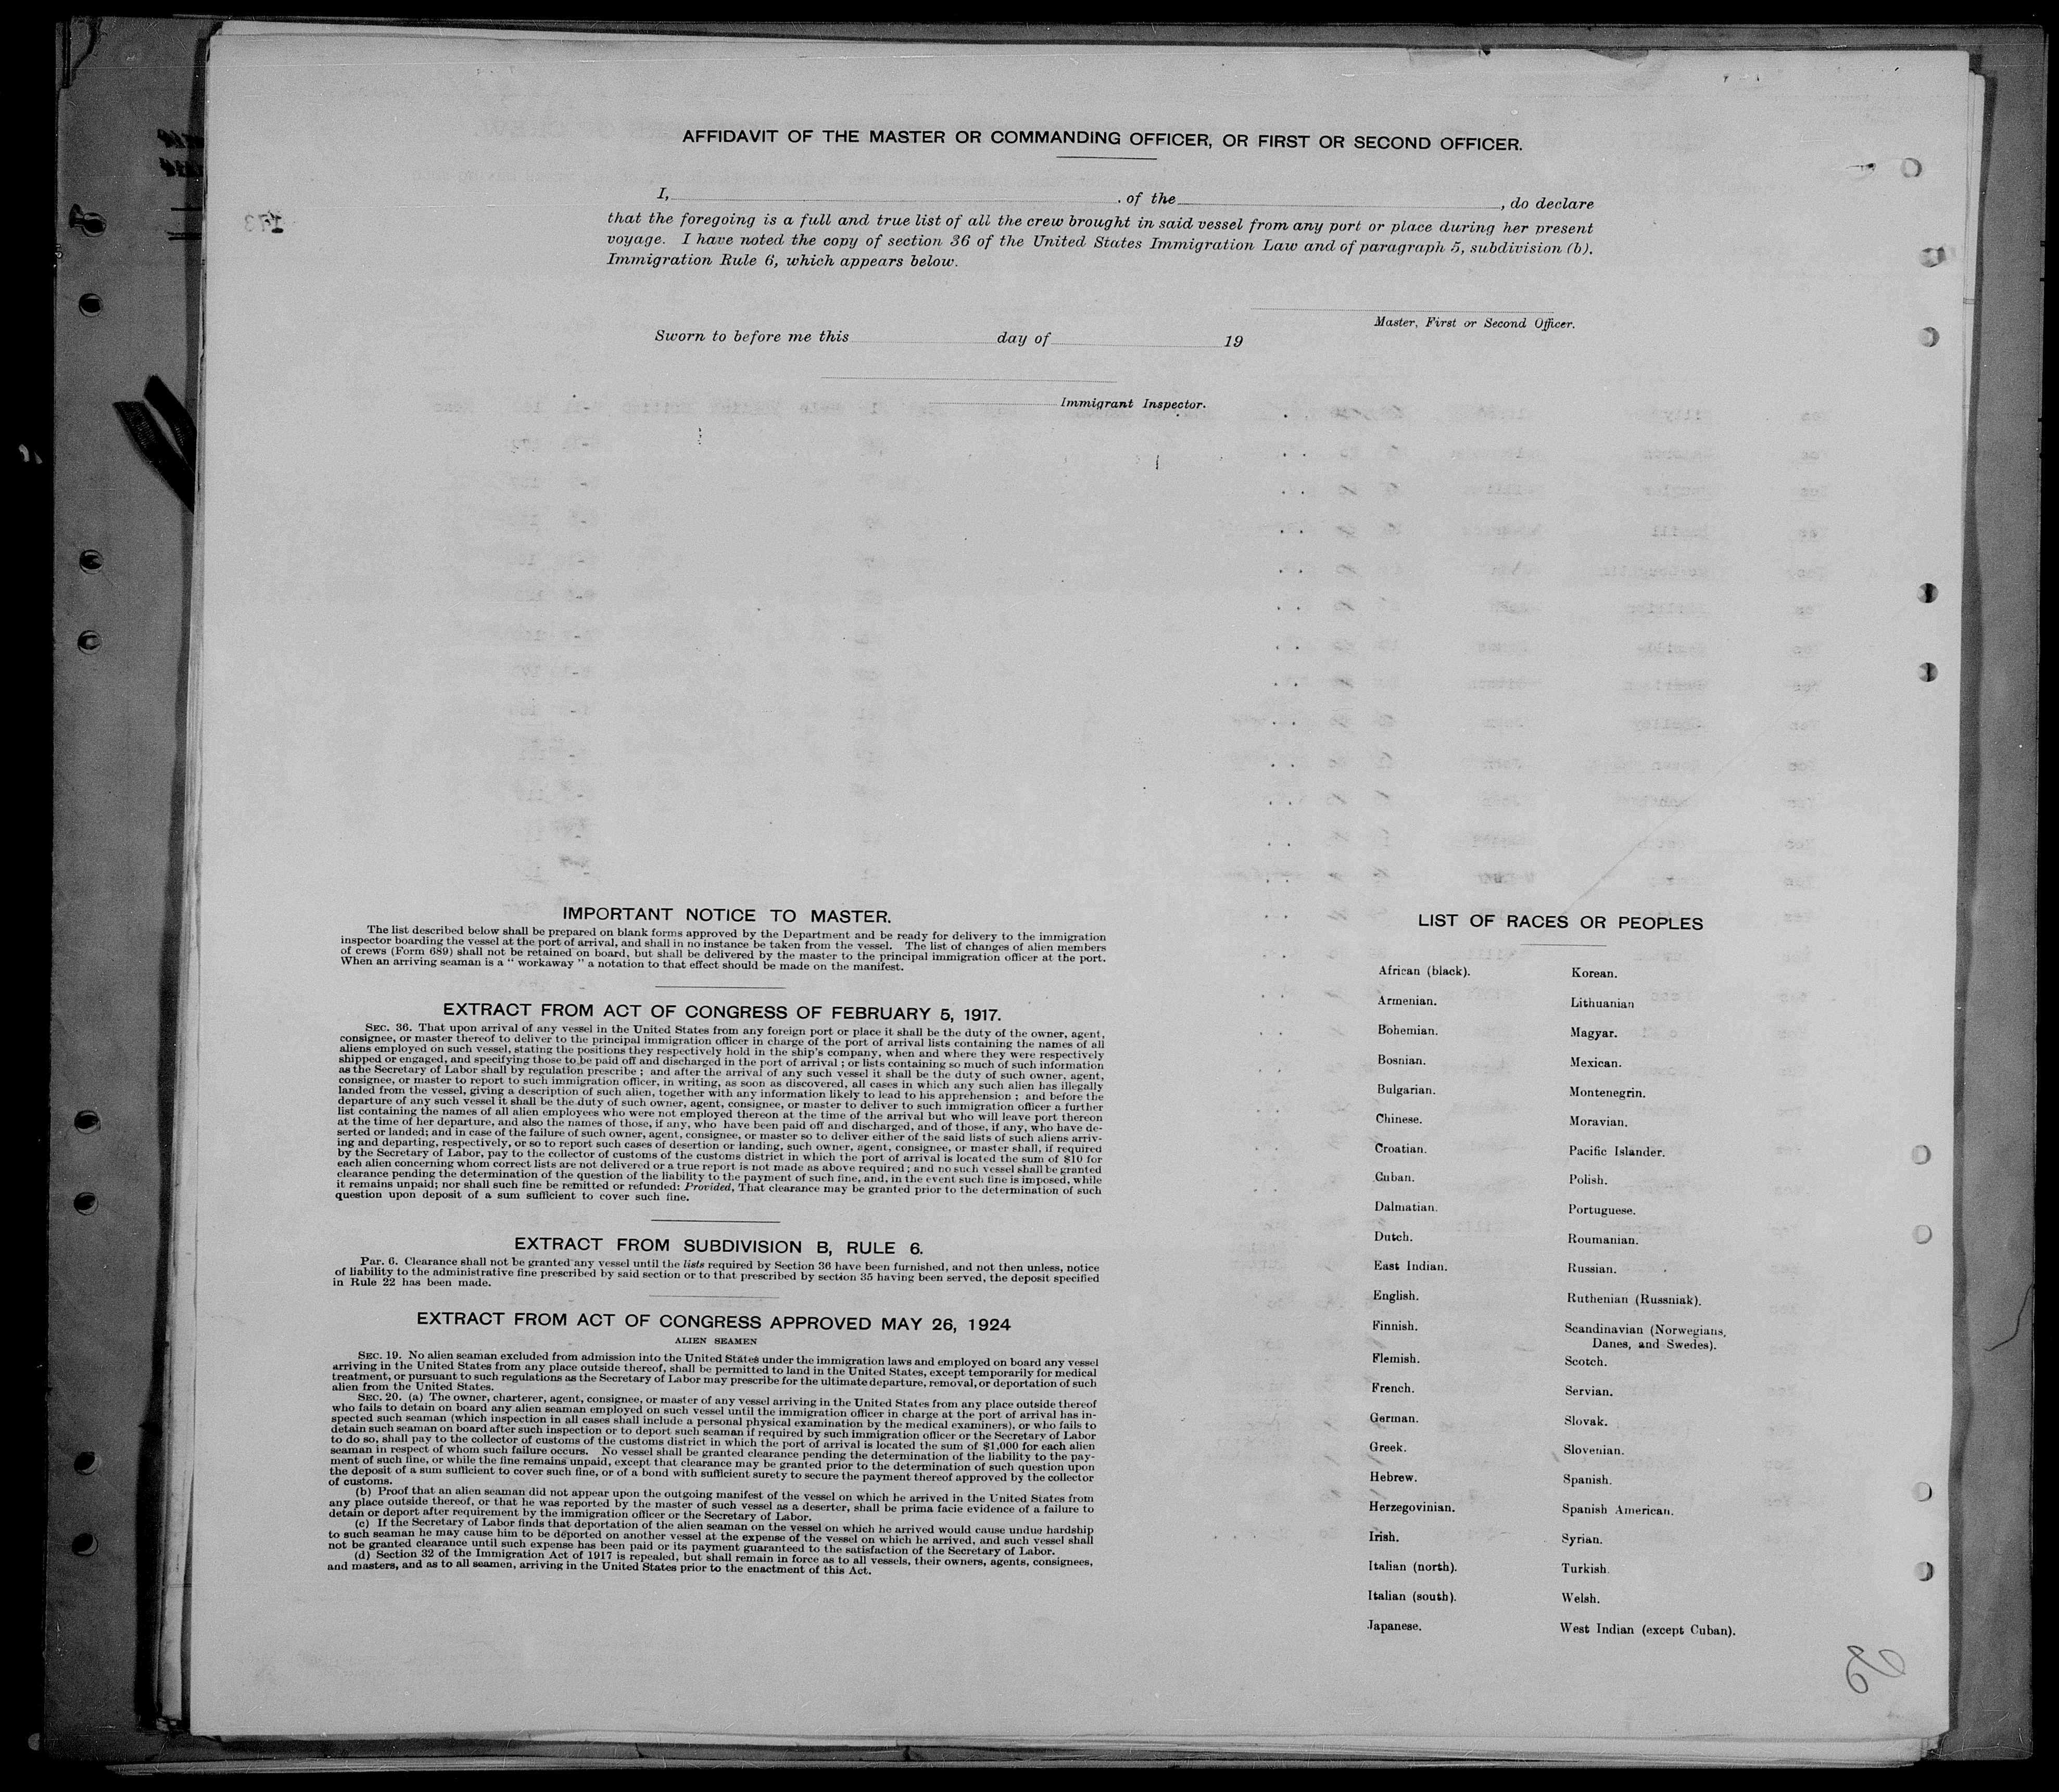 AFFIDAVIT OF THE MASTER OR COMMANDING OFFICER, OR FIRST OR SECOND OFFICER.
I, , of the , do declare
that the foregoing is a full and true list of all the crew brought in said vessel from any port or place during her present
voyage. I have noted the copy of section 36 of the United States Immigration Law and of paragraph 5, subdivision (b).
Immigration Rule 6, which appears below.
Master, First or Second Officer.
Sworn to before me this day of 19
Immigrant Inspector.
173
IMPORTANT NOTICE TO MASTER.
The list described below shall be prepared on blank forms approved by the Department and be ready for delivery to the immigration
inspector boarding the vessel at the port of arrival, and shall in no instance be taken from the vessel. The list of changes of alien members
of crews (Form 689) shall not be retained on board, but shall be delivered by the master to the principal immigration officer at the port.
When an arriving seaman is a " workaway " a notation to that effect should be made on the manifest.
EXTRACT FROM ACT OF CONGRESS OF FEBRUARY 5, 1917.
SEC. 36. That upon arrival of any vessel in the United States from any foreign port or place it shall be the duty of the owner, agent,
consignee, or master thereof to deliver to the principal immigration officer in charge of the port of arrival lists containing the names of all
aliens employed on such vessel, stating the positions they respectively hold in the ship's company, when and where they were respectively
shipped or engaged, and specifying those to be paid off and discharged in the port of arrival ; or lists containing so much of such information
as the Secretary of Labor shall by regulation prescribe ; and after the arrival of any such vessel it shall be the duty of such owner, agent,
consignee, or master to report to such immigration officer, in writing, as soon as discovered, all cases in which any such alien has illegally
landed from the vessel, giving a description of such alien, together with any information likely to lead to his apprehension ; and before the
departure of any such vessel it shall be the duty of such owner, agent, consignee, or master to deliver to such immigration officer a further
list containing the names of all alien employees who were not employed thereon at the time of the arrival but who will leave port thereon
at the time of her departure, and also the names of those, if any, who have been paid off and discharged, and of those, if any, who have de-
serted or landed; and in case of the failure of such owner, agent, consignee, or master so to deliver either of the said lists of such aliens arriv-
ing and departing, respectively, or so to report such cases of desertion or landing, such owner, agent, consignee, or master shall, if required
by the Secretary of Labor, pay to the collector of customs of the customs district in which the port of arrival is located the sum of $10 for
each alien concerning whom correct lists are not delivered or a true report is not made as above required ; and no such vessel shall be granted
clearance pending the determination of the question of the liability to the payment of such fine, and, in the event such fine is imposed, while
it remains unpaid; nor shall such fine be remitted or refunded: Provided, That clearance may be granted prior to the determination of such
question upon deposit of a sum sufficient to cover such fine.
EXTRACT FROM SUBDIVISION B, RULE 6.
Par. 6. Clearance shall not be granted any vessel until the lists required by Section 36 have been furnished, and not then unless, notice
of liability to the administrative fine prescribed by said section or to that prescribed by section 35 having been served, the deposit specified
in Rule 22 has been made.
EXTRACT FROM ACT OF CONGRESS APPROVED MAY 26, 1924
ALIEN SEAMEN
SEC. 19. No alien seaman excluded from admission into the United States under the immigration laws and employed on board any vessel
arriving in the United States from any place outside thereof, shall be permitted to land in the United States, except temporarily for medical
treatment, or pursuant to such regulations as the Secretary of Labor may prescribe for the ultimate departure, removal, or deportation of such
alien from the United States.
SEC. 20. (a) The owner, charterer, agent, consignee, or master of any vessel arriving in the United States from any place outside thereof
who fails to detain on board any alien seaman employed on such vessel until the immigration officer in charge at the port of arrival has in-
spected such seaman (which inspection in all cases shall include a personal physical examination by the medical examiners), or who fails to
detain such seaman on board after such inspection or to deport such seaman if required by such immigration officer or the Secretary of Labor
to do so, shall pay to the collector of customs of the customs district in which the port of arrival is located the sum of $1,000 for each alien
seaman in respect of whom such failure occurs. No vessel shall be granted clearance pending the determination of the liability to the pay-
ment of such fine, or while the fine remains unpaid, except that clearance may be granted prior to the determination of such question upon
the deposit of a sum sufficient to cover such fine, or of a bond with sufficient surety to secure the payment thereof approved by the collector
of customs.
(b) Proof that an alien seaman did not appear upon the outgoing manifest of the vessel on which he arrived in the United States from
any place outside thereof, or that he was reported by the master of such vessel as a deserter, shall be prima facie evidence of a failure to
detain or deport after requirement by the immigration officer or the Secretary of Labor.
(c) If the Secretary of Labor finds that deportation of the alien seaman on the vessel on which he arrived would cause undue hardship
to such seaman he may cause him to be deported on another vessel at the expense of the vessel on which he arrived, and such vessel shall
not be granted clearance until such expense has been paid or its payment guaranteed to the satisfaction of the Secretary of Labor.
(d) Section 32 of the Immigration Act of 1917 is repealed, but shall remain in force as to all vessels, their owners, agents, consignees,
and masters, and as to all seamen, arriving in the United States prior to the enactment of this Act.
LIST OF RACES OR PEOPLES
African (black).
Armenian.
Bohemian.
Bosnian.
Bulgarian.
Chinese.
Croatian.
Cuban.
Dalmatian.
Dutch.
East Indian.
English.
Finnish.
Flemish.
French.
German.
Greek.
Hebrew.
Herzegovinian.
Irish.
Italian (north).
Italian (south).
Japanese.
Korean.
Lithuanian
Magyar.
Mexican.
Montenegrin.
Moravian.
Pacific Islander.
Polish.
Portuguese.
Roumanian.
Russian.
Ruthenian (Russniak).
Scandinavian (Norwegians,
Danes, and Swedes).
Scotch.
Servian.
Slovak.
Slovenian.
Spanish.
Spanish American.
Syrian.
Turkish.
Welsh.
West Indian (except Cuban).